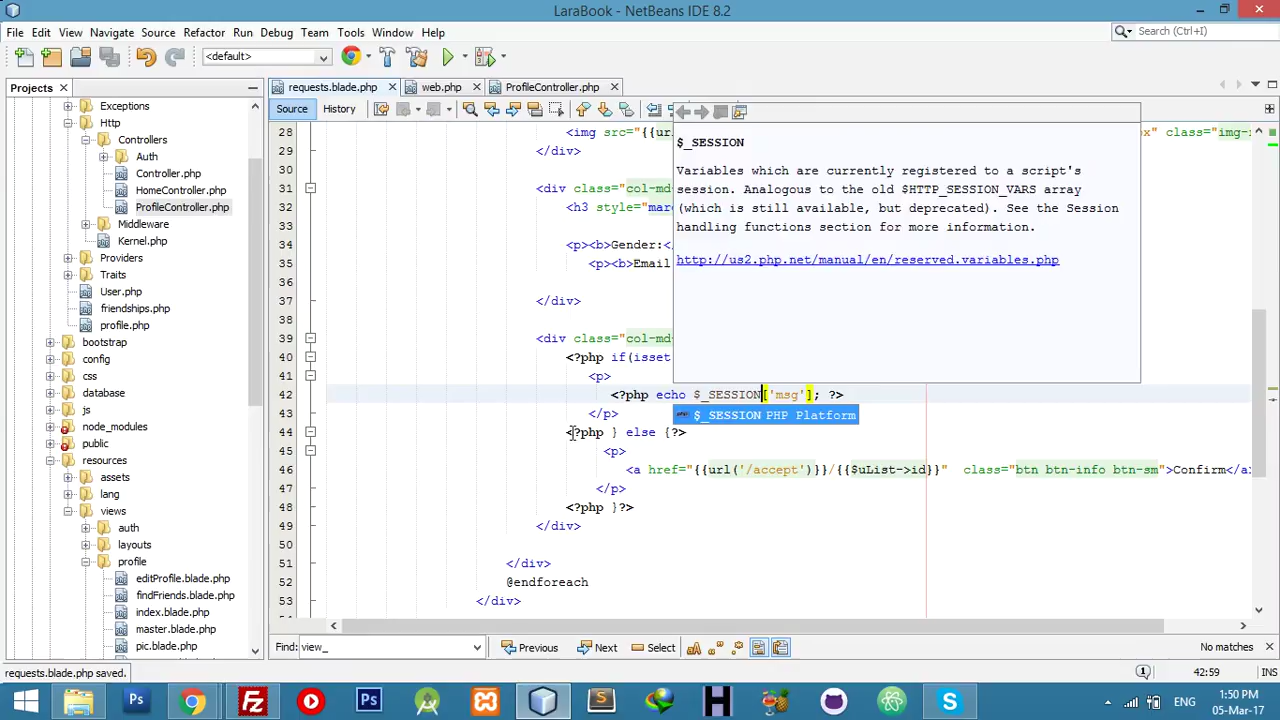 LaraBook - NetBeans IDE 8.2
File Edit View Navigate Source Refactor Run Debug Team Tools Window Help
Search (Ctrl+I)
<default>
Projects
requests.blade.php
web.php
ProfileController.php
Source
History
Exceptions
Http
Controllers
Auth
Controller.php
HomeController.php
ProfileController.php
Middleware
Kernel.php
Providers
Traits
User.php
friendships.php
profile.php
bootstrap
config
css
database
js
node_modules
public
resources
assets
lang
views
auth
layouts
profile
editProfile.blade.php
findFriends.blade.php
index.blade.php
master.blade.php
pic.blade.php
28 <img src="{{ur
29 </div>
30
31 <div class="col-md
32 <h3 style="mar
33
34 <p><b>Gender:</
35 <p><b>Email
36
37 </div>
38
39 <div class="col-md
40 <?php if(isset
41 <p>
42 <?php echo $_SESSION['msg']; ?>
43 </p>
44 <?php } else {?>
45 <p>
46 <a href="{{url('/accept')}}/{{$uList->id}}" class="btn btn-info btn-sm">Confirm</a
47 </p>
48 <?php }?>
49 </div>
50
51 </div>
52 @endforeach
53 </div>
class="img-
$_SESSION
Variables which are currently registered to a script's
session. Analogous to the old $HTTP_SESSION_VARS array
(which is still available, but deprecated). See the Session
handling functions section for more information.
http://us2.php.net/manual/en/reserved.variables.php
$_SESSION PHP Platform
Find: view_
Previous
Next
Select
No matches
requests.blade.php saved.
42:59
INS
ENG
1:50 PM
05-Mar-17